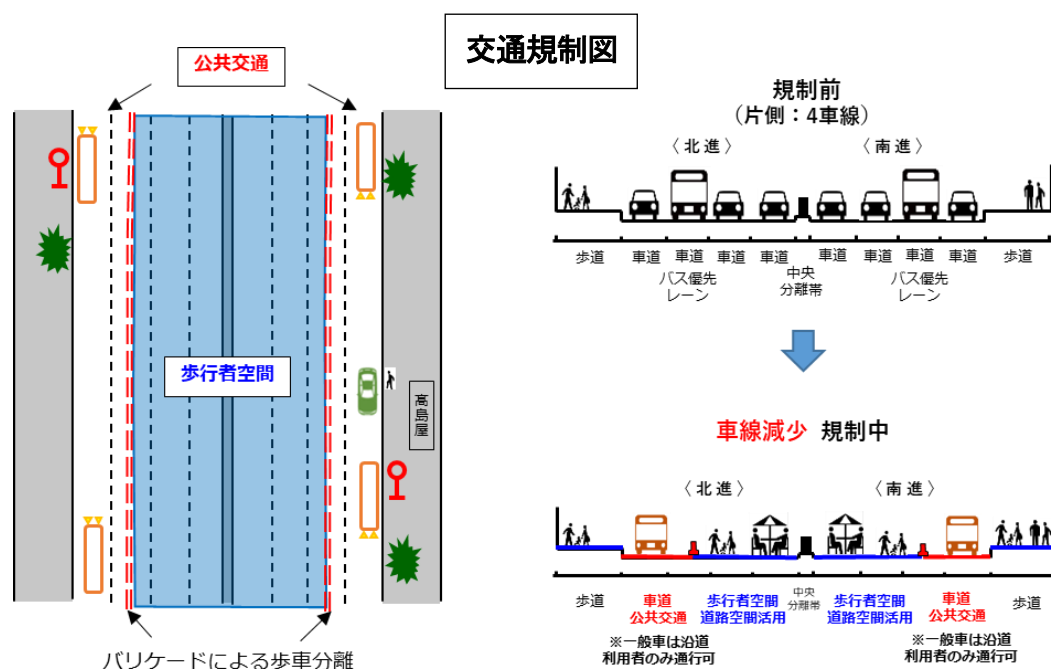 交通規制図
公共交通
歩行者空間
高島屋
バリケードによる歩車分離
規制前
（片側：4車線）
〈北進〉 〈南進〉
歩道 車道 車道 車道 車道 中央分離帯 車道 車道 車道 車道 歩道
バス優先レーン バス優先レーン
車線減少 規制中
〈北進〉 〈南進〉
歩道 車道 公共交通 歩行者空間 道路空間活用 中央分離帯 歩行者空間 道路空間活用 車道 公共交通 歩道
※一般車は沿道利用者のみ通行可 ※一般車は沿道利用者のみ通行可